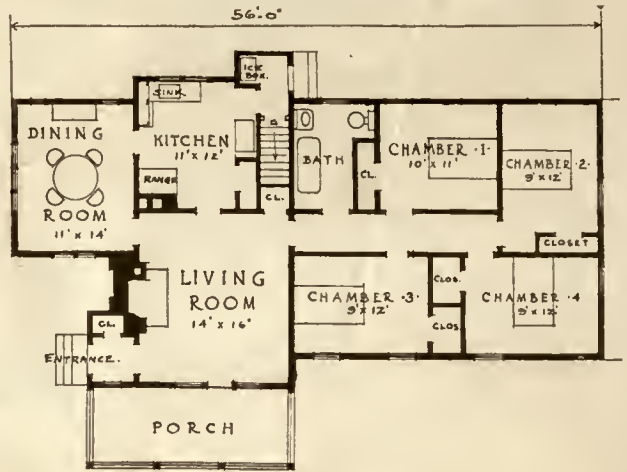 56'-0"
ICE
BOX.
SINK
DINING
ROOM
11' x 14'
KITCHEN
11' x 12'
RANGE
CL.
BATH
CL.
CHAMBER ·1·
10' x 11'
CHAMBER ·2·
9' x 12'
CLOSET
LIVING
ROOM
14' x 16'
CL.
ENTRANCE.
CHAMBER ·3·
9' x 12'
CLOS.
CLOS.
CHAMBER ·4
9' x 12'
PORCH